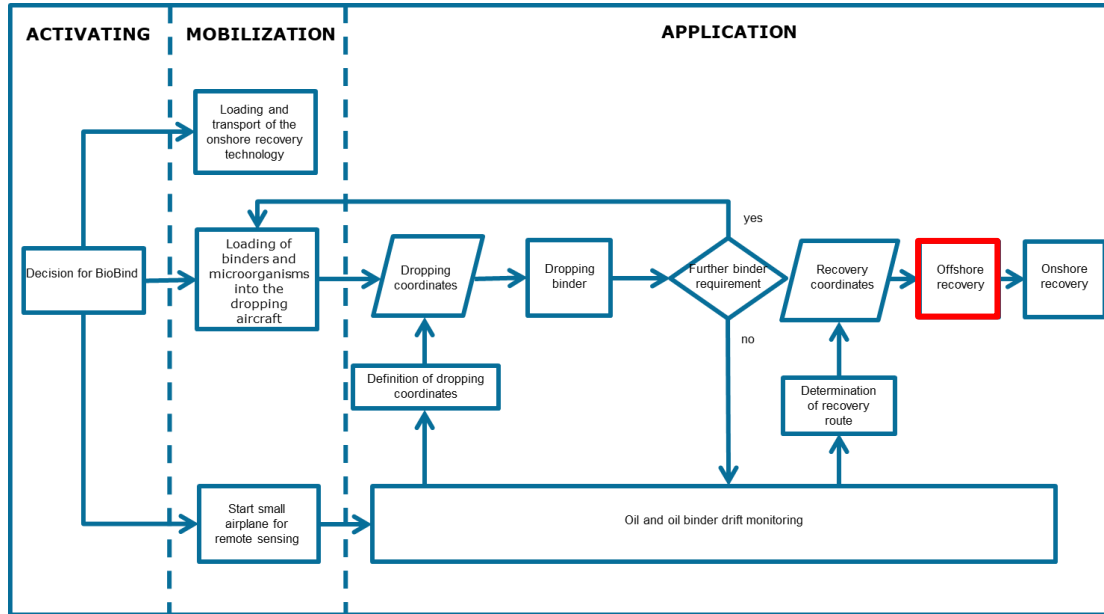 ACTIVATING
MOBILIZATION
APPLICATION
Loading and
transport of the
onshore recovery
technology
yes
Decision for BioBind
Loading of
binders and
microorganisms
into the
dropping
aircraft
Dropping
coordinates
Dropping
binder
Further binder
requirement
Recovery
coordinates
Offshore
recovery
Onshore
recovery
no
Definition of dropping
coordinates
Determination
of recovery
route
Start small
airplane for
remote sensing
Oil and oil binder drift monitoring